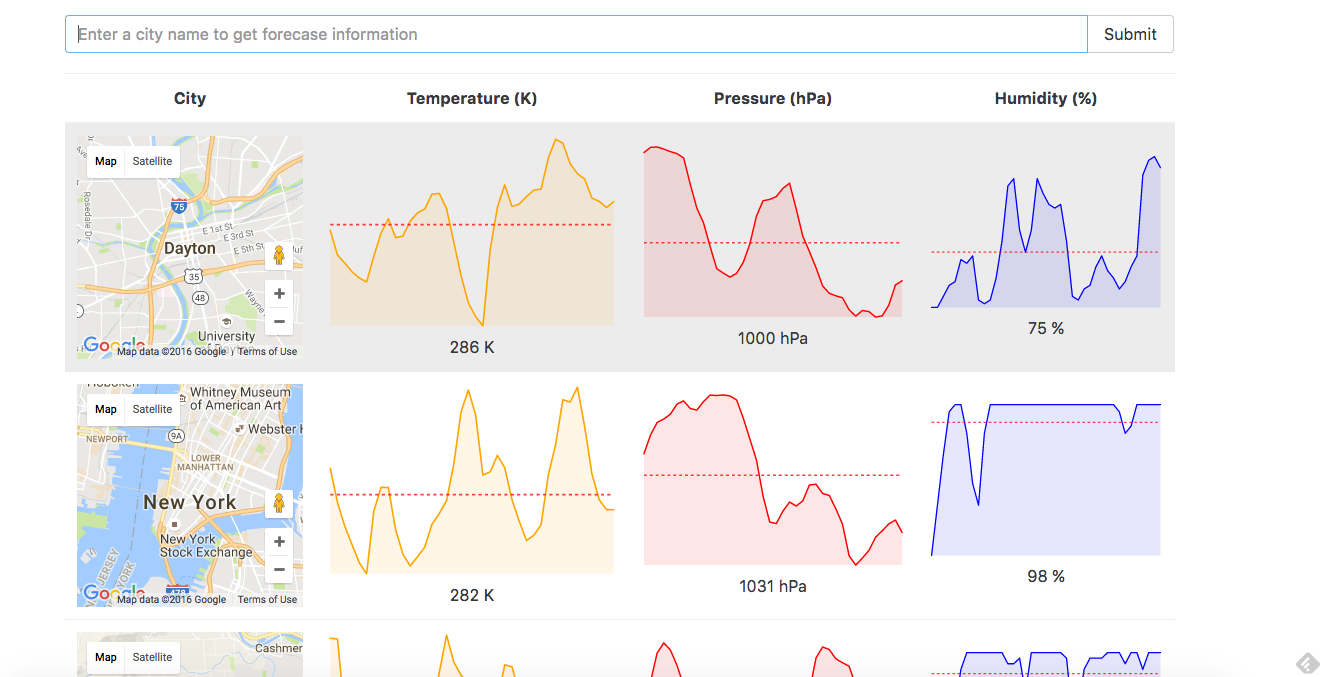 Enter a city name to get forecase information
Submit
City Temperature (K) Pressure (hPa) Humidity (%)
Map Satellite
Rosedale Dr
75
E 1st St
E 3rd St
Dayton
E 5th St
35
48
Wayne
University
Google
Map data ©2016 Google Terms of Use
286 K
1000 hPa
75 %
Whitney Museum
of American Art
Map Satellite
9A
Webster
NEWPORT
LOWER
MANHATTAN
New York
New York
Stock Exchange
JERSEY
YORK
478
Google
Map data ©2016 Google Terms of Use
282 K
1031 hPa
98 %
Cashmer
Map Satellite